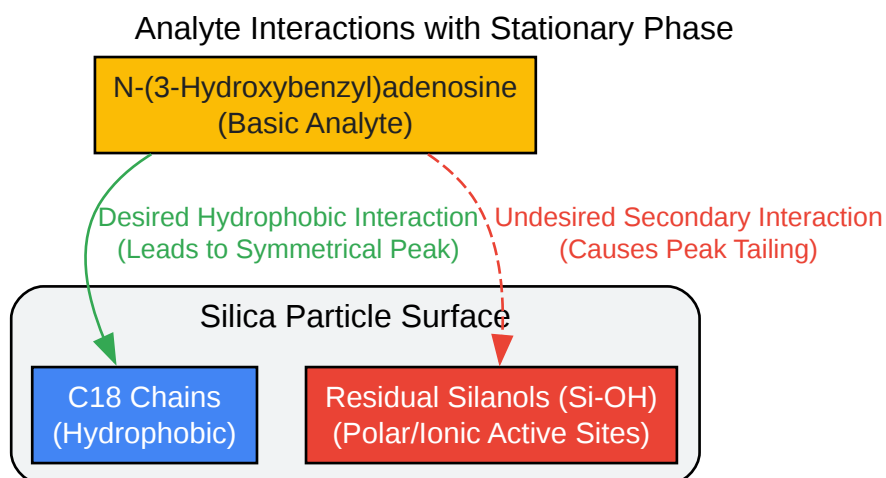 Analyte Interactions with Stationary Phase
N-(3-Hydroxybenzyl)adenosine
(Basic Analyte)
Desired Hydrophobic Interaction
(Leads to Symmetrical Peak)
Undesired Secondary Interaction
(Causes Peak Tailing)
Silica Particle Surface
C18 Chains
(Hydrophobic)
Residual Silanols (Si-OH)
(Polar/Ionic Active Sites)